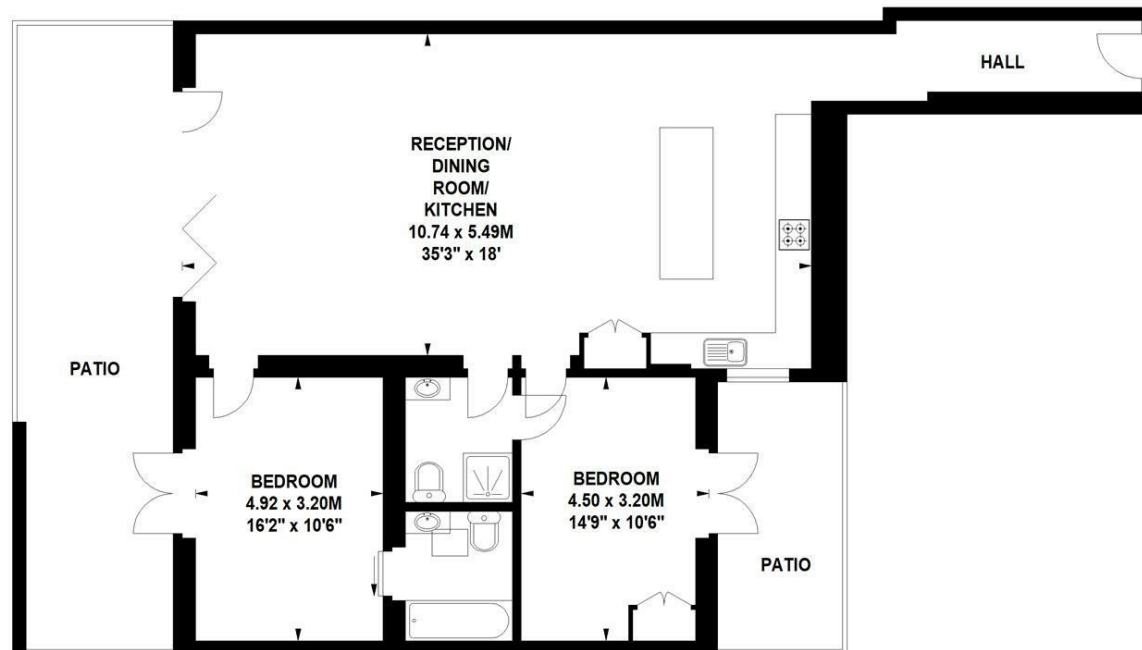 HALL
RECEPTION/
DINING
ROOM/
KITCHEN
10.74 x 5.49M
35'3" x 18'
PATIO
BEDROOM
4.92 x 3.20M
16'2" x 10'6"
BEDROOM
4.50 x 3.20M
14'9" x 10'6"
PATIO